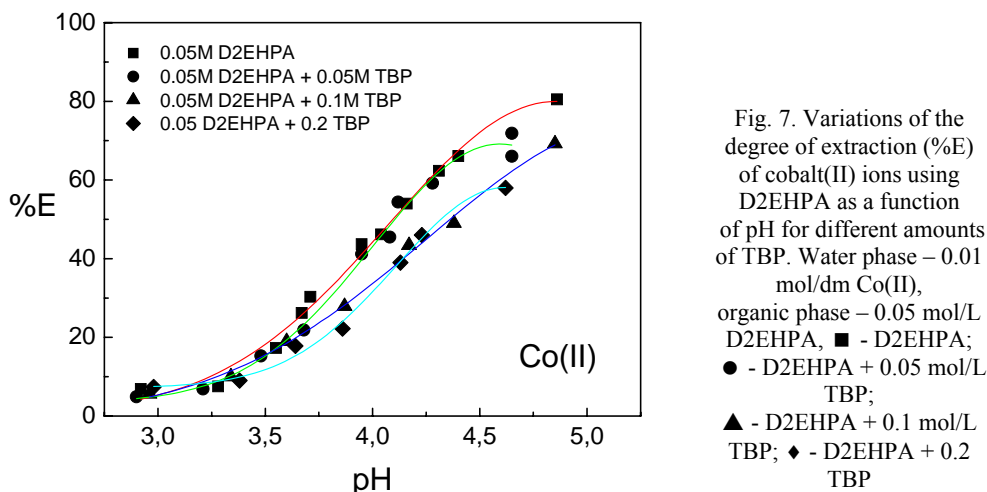 100
80
60
40
20
0
%E
0.05M D2EHPA
0.05M D2EHPA + 0.05M TBP
0.05M D2EHPA + 0.1M TBP
0.05 D2EHPA + 0.2 TBP
Co(II)
3,0 3,5 4,0 4,5 5,0
pH
Fig. 7. Variations of the
degree of extraction (%E)
of cobalt(II) ions using
D2EHPA as a function
of pH for different amounts
of TBP. Water phase – 0.01
mol/dm Co(II),
organic phase – 0.05 mol/L
D2EHPA, ■ - D2EHPA;
● - D2EHPA + 0.05 mol/L
TBP;
▲ - D2EHPA + 0.1 mol/L
TBP; ♦ - D2EHPA + 0.2
TBP